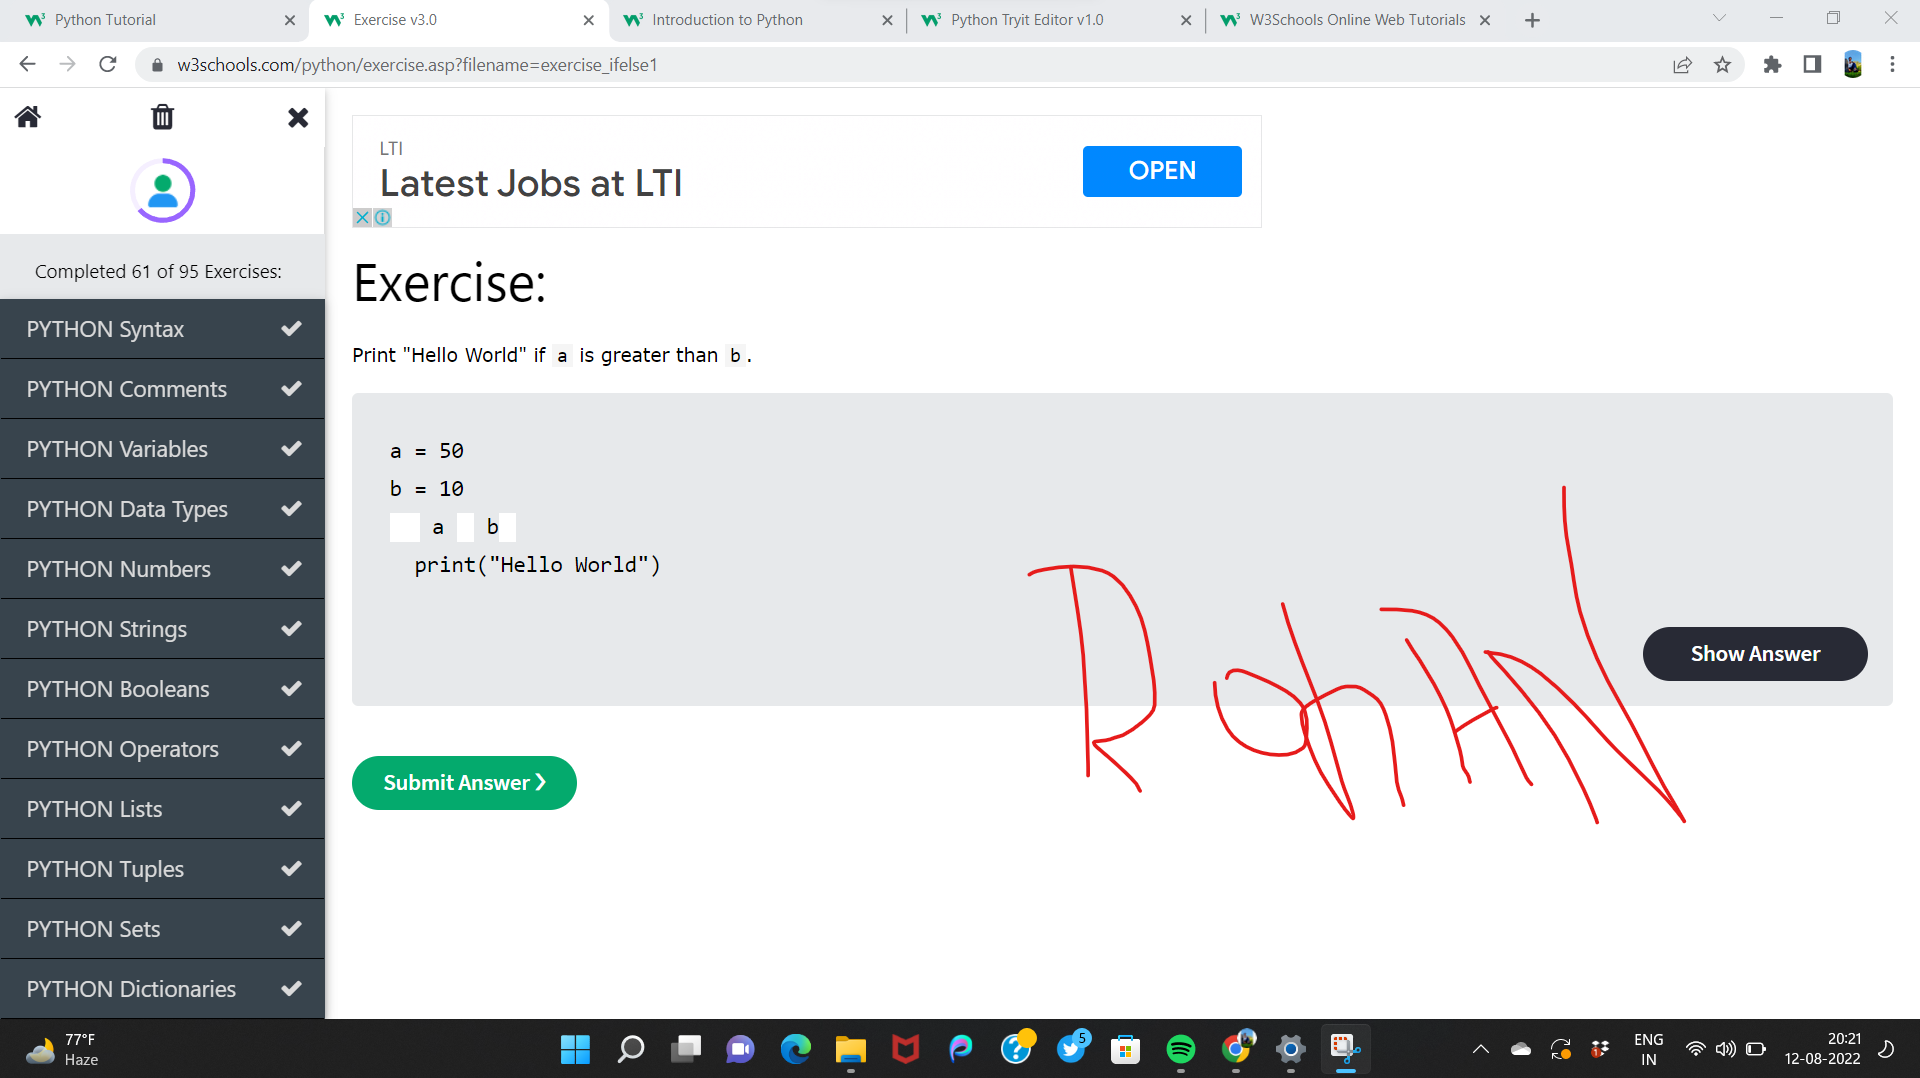 Python Tutorial
Exercise v3.0
Introduction to Python
Python Tryit Editor v1.0
W3Schools Online Web Tutorials
w3schools.com/python/exercise.asp?filename=exercise_ifelse1
LTI
Latest Jobs at LTI
OPEN
Completed 61 of 95 Exercises:
PYTHON Syntax
PYTHON Comments
PYTHON Variables
PYTHON Data Types
PYTHON Numbers
PYTHON Strings
PYTHON Booleans
PYTHON Operators
PYTHON Lists
PYTHON Tuples
PYTHON Sets
PYTHON Dictionaries
Exercise:
Print "Hello World" if a is greater than b.
a = 50
b = 10
a b
print("Hello World")
RohAN
Show Answer
Submit Answer ❯
77°F
Haze
5
ENG
IN
20:21
12-08-2022